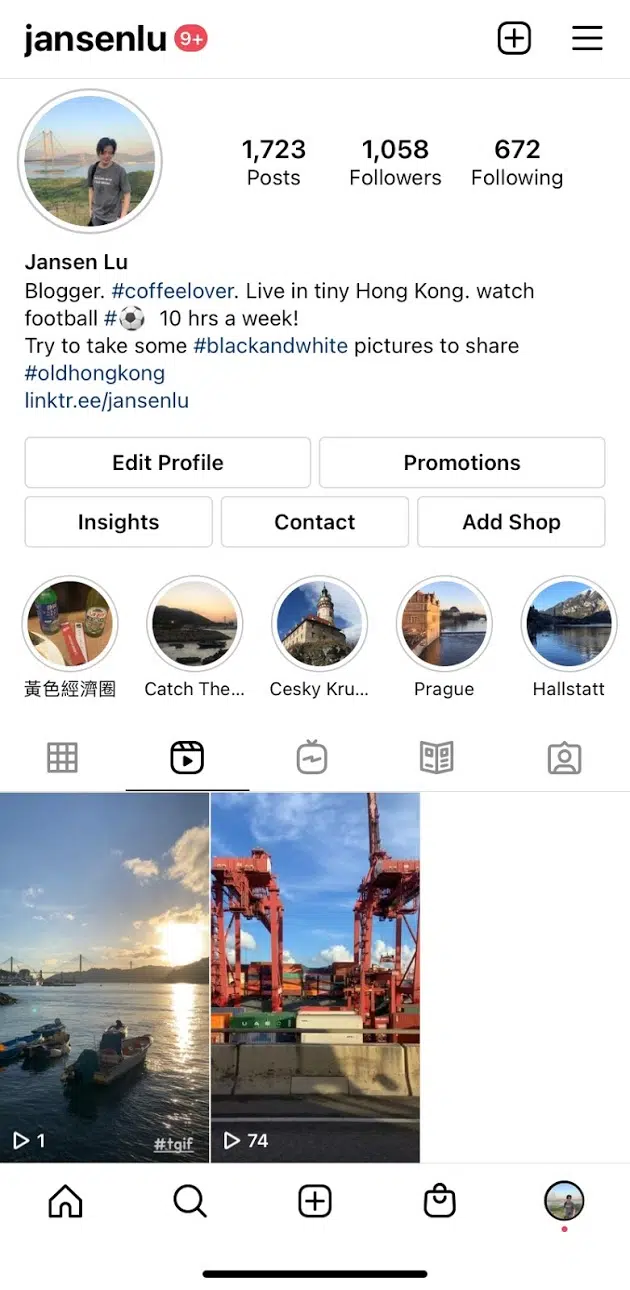 jansenlu 9+
1,723 1,058 672
Posts Followers Following
Jansen Lu
Blogger. #coffeelover. Live in tiny Hong Kong. watch
football #⚽ 10 hrs a week!
Try to take some #blackandwhite pictures to share
#oldhongkong
linktr.ee/jansenlu
Edit Profile Promotions
Insights Contact Add Shop
黃色經濟圈 Catch The... Cesky Kru... Prague Hallstatt
1 #tgif 74